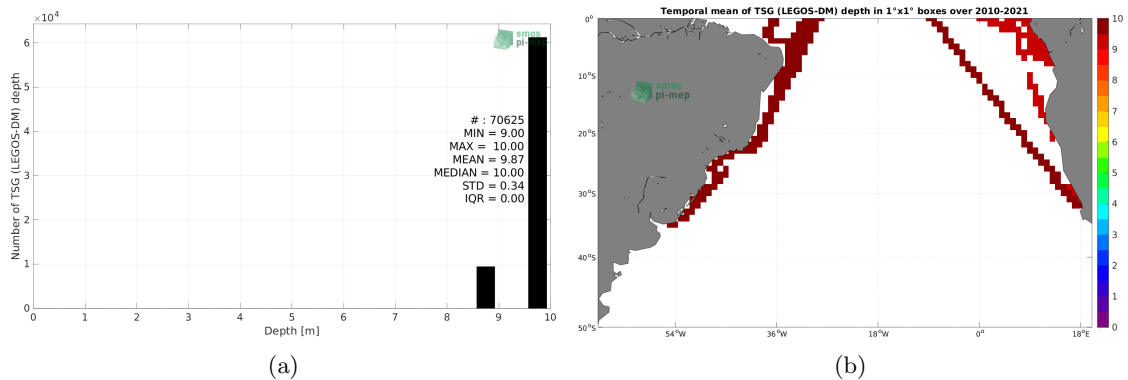 ×10⁴
6
5
4
3
2
1
0
Number of TSG (LEGOS-DM) depth
smos
pi-mep
# : 70625
MIN = 9.00
MAX = 10.00
MEAN = 9.87
MEDIAN = 10.00
STD = 0.34
IQR = 0.00
0 1 2 3 4 5 6 7 8 9 10
Depth [m]
(a)
Temporal mean of TSG (LEGOS-DM) depth in 1°x1° boxes over 2010-2021
0°
10°S
20°S
30°S
40°S
50°S
smos
pi-mep
54°W 36°W 18°W 0° 18°E
10
9
8
7
6
5
4
3
2
1
0
(b)